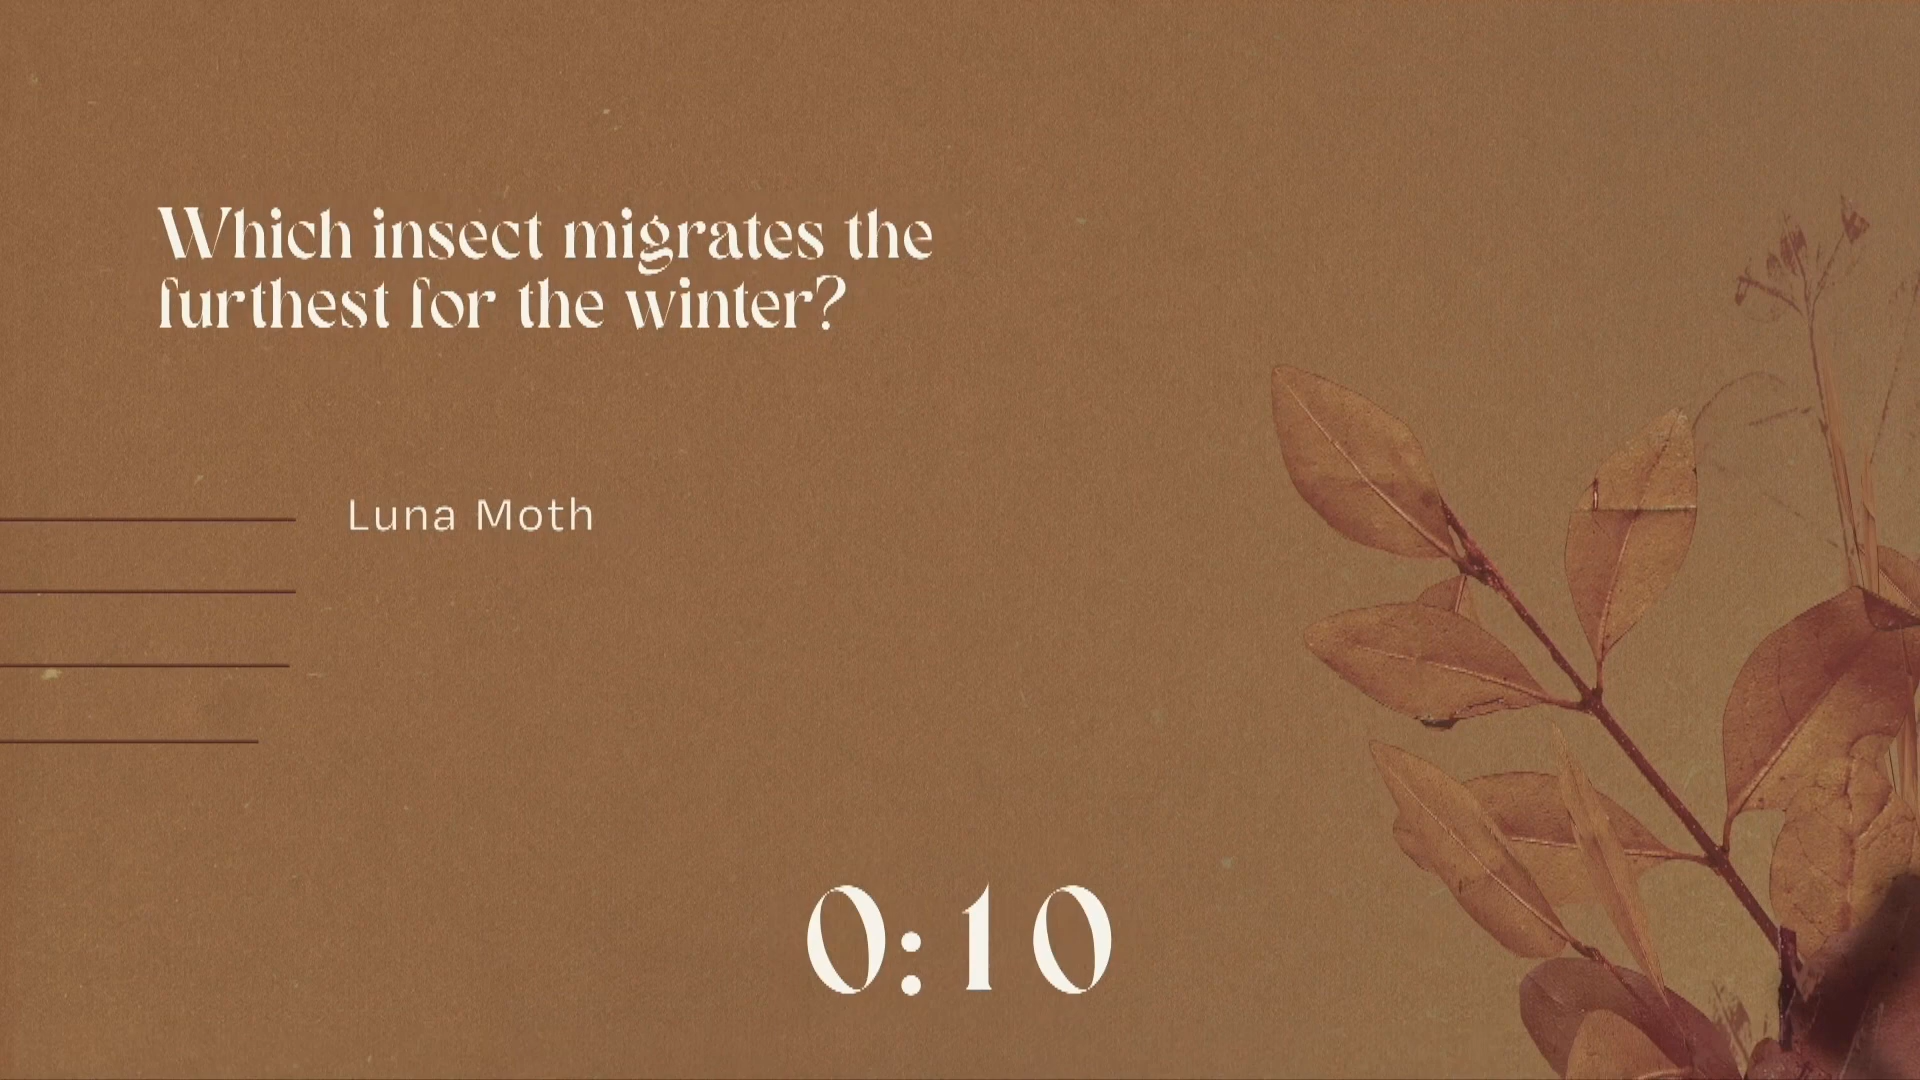 Which insect migrates the
furthest for the winter?
Luna Moth
0:10